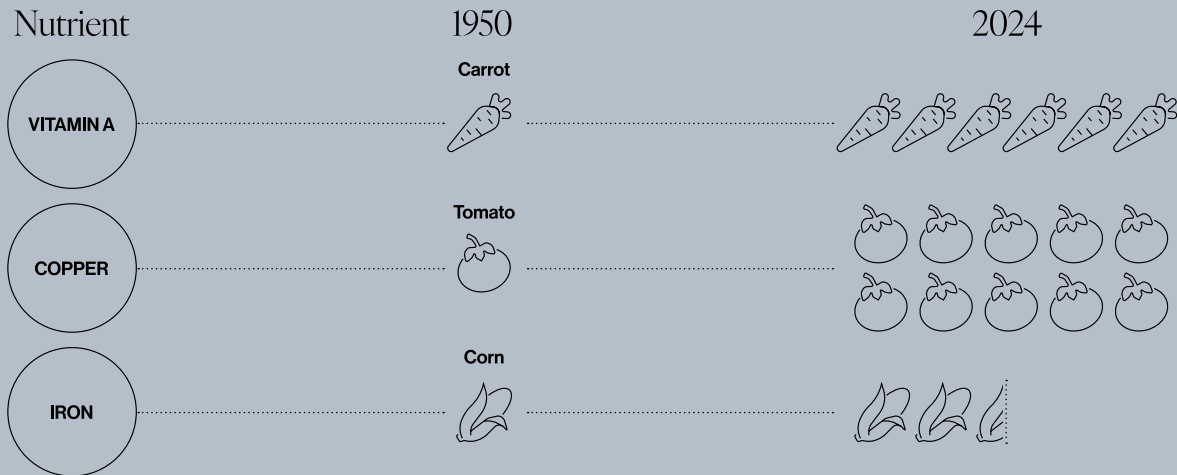 Nutrient 1950 2024
Carrot
VITAMIN A
Tomato
COPPER
Corn
IRON